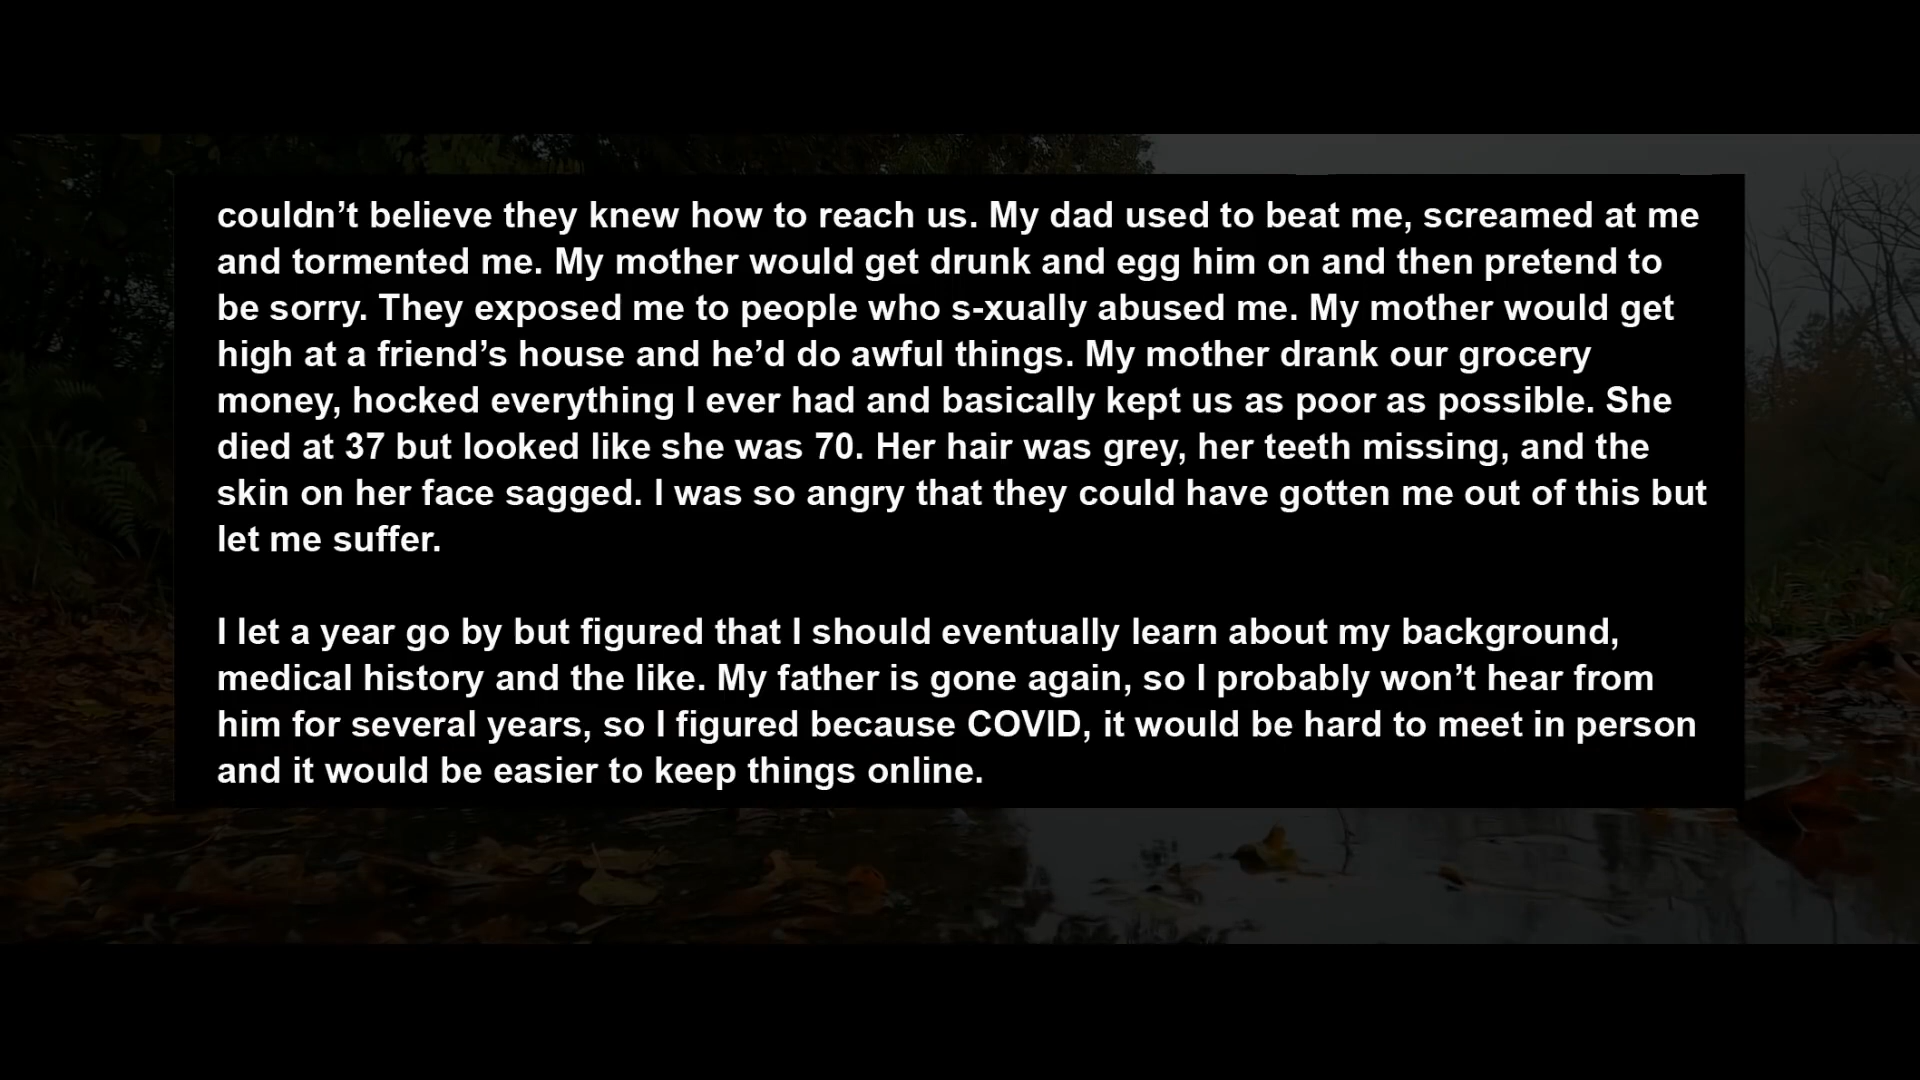 couldn’t believe they knew how to reach us. My dad used to beat me, screamed at me
and tormented me. My mother would get drunk and egg him on and then pretend to
be sorry. They exposed me to people who s-xually abused me. My mother would get
high at a friend’s house and he’d do awful things. My mother drank our grocery
money, hocked everything I ever had and basically kept us as poor as possible. She
died at 37 but looked like she was 70. Her hair was grey, her teeth missing, and the
skin on her face sagged. I was so angry that they could have gotten me out of this but
let me suffer.
I let a year go by but figured that I should eventually learn about my background,
medical history and the like. My father is gone again, so I probably won’t hear from
him for several years, so I figured because COVID, it would be hard to meet in person
and it would be easier to keep things online.